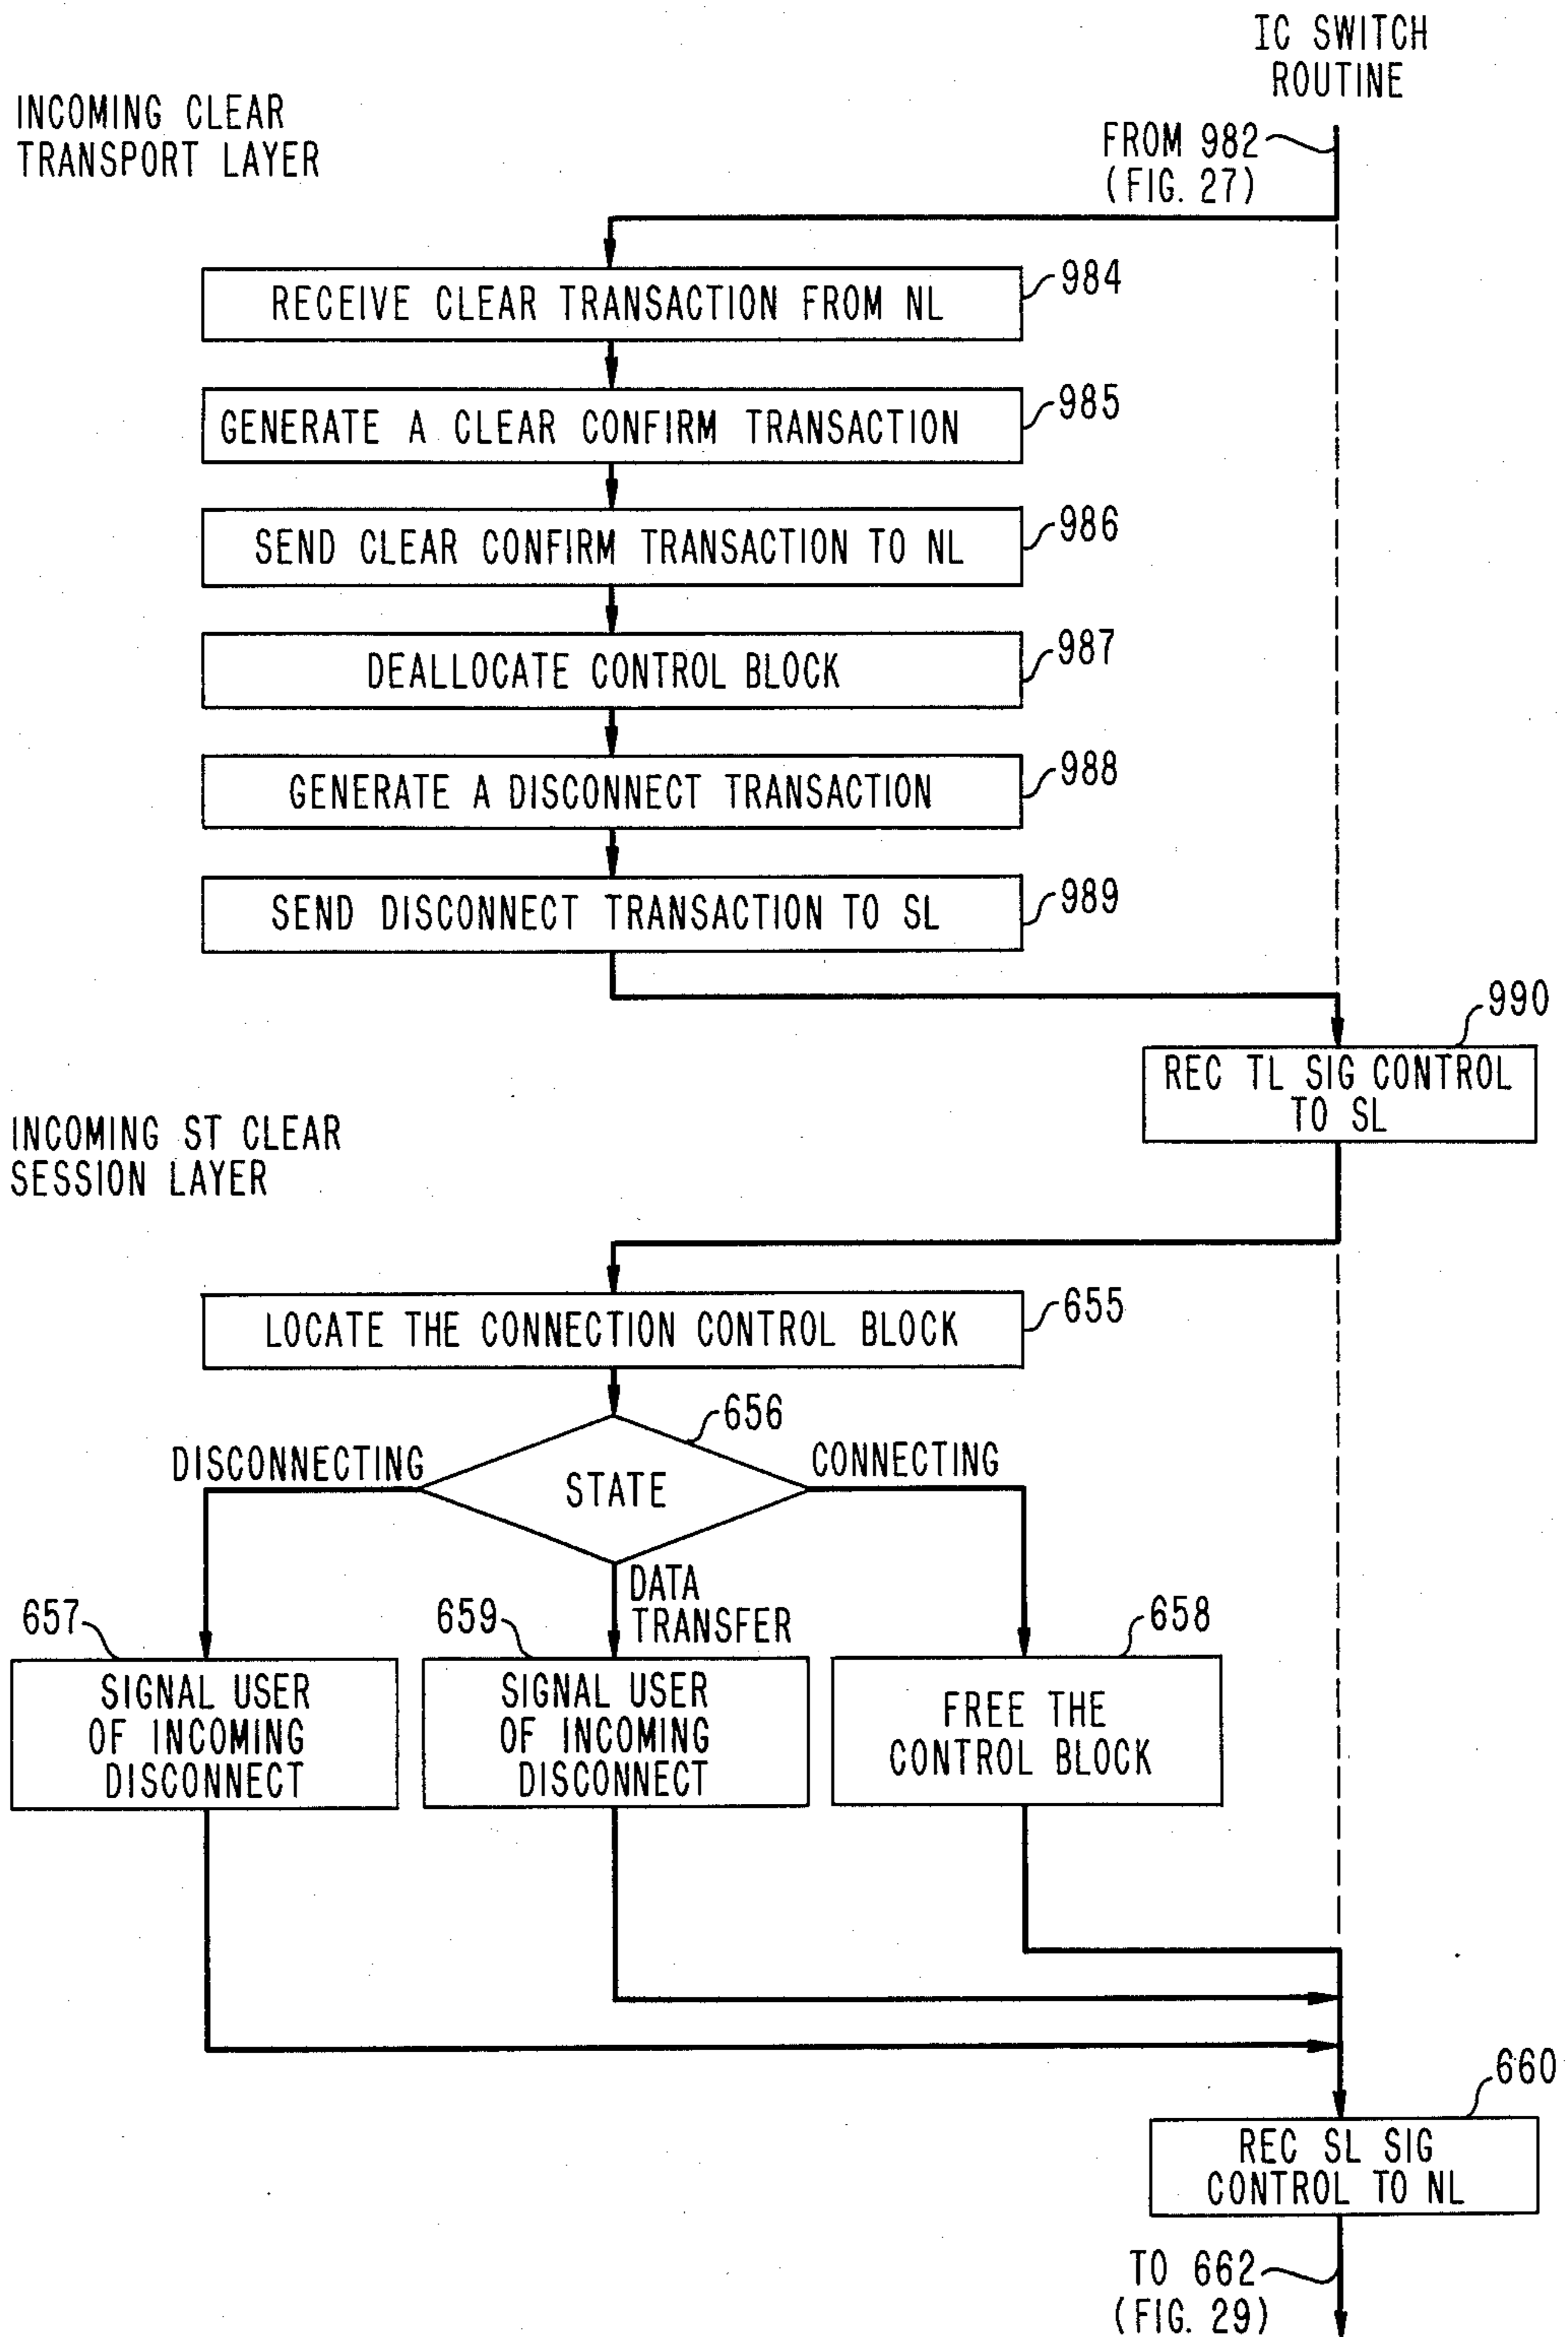 IC SWITCH
ROUTINE
INCOMING CLEAR
TRANSPORT LAYER
FROM 982
(FIG. 27)
RECEIVE CLEAR TRANSACTION FROM NL
984
GENERATE A CLEAR CONFIRM TRANSACTION
985
SEND CLEAR CONFIRM TRANSACTION TO NL
986
DEALLOCATE CONTROL BLOCK
987
GENERATE A DISCONNECT TRANSACTION
988
SEND DISCONNECT TRANSACTION TO SL
989
990
REC TL SIG CONTROL
TO SL
INCOMING ST CLEAR
SESSION LAYER
LOCATE THE CONNECTION CONTROL BLOCK
655
656
DISCONNECTING
STATE
CONNECTING
DATA
TRANSFER
657
SIGNAL USER
OF INCOMING
DISCONNECT
659
SIGNAL USER
OF INCOMING
DISCONNECT
658
FREE THE
CONTROL BLOCK
660
REC SL SIG
CONTROL TO NL
TO 662
(FIG. 29)